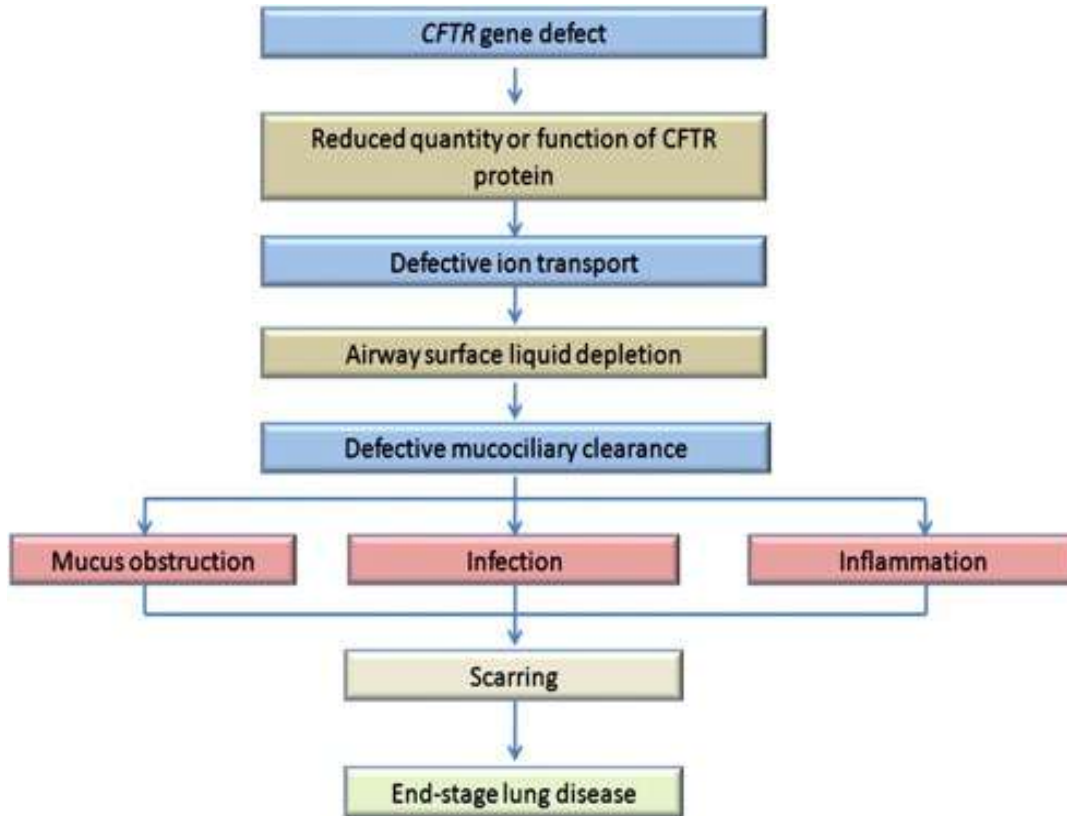 CFTR gene defect
Reduced quantity or function of CFTR
protein
Defective ion transport
Airway surface liquid depletion
Defective mucociliary clearance
Mucus obstruction
Infection
Inflammation
Scarring
End-stage lung disease